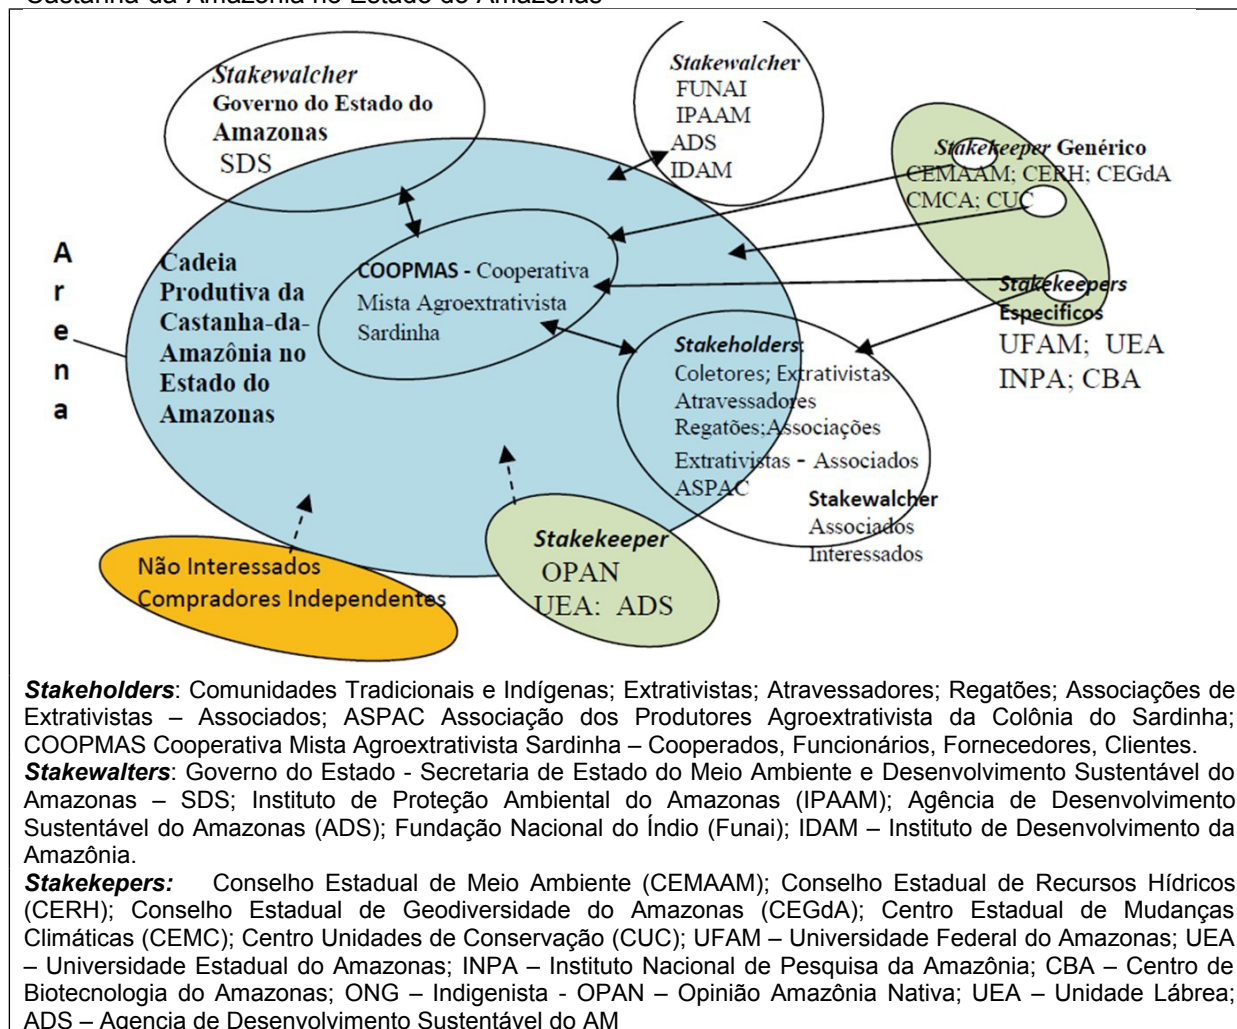 Castanha-da-Amazônia no Estado do Amazonas
Stakewalcher
Governo do Estado do
Amazonas
SDS
Stakewalcher
FUNAI
IPAAM
ADS
IDAM
Stakekeeper Genérico
CEMAAM; CERH; CEGdA
CMCA; CUC
Arena
Cadeia
Produtiva da
Castanha-da-
Amazônia no
Estado do
Amazonas
COOPMAS - Cooperativa
Mista Agroextrativista
Sardinha
Stakekeepers
Especificos
UFAM; UEA
INPA; CBA
Stakeholders:
Coletores; Extrativistas
Atravessadores
Regatões;Associações
Extrativistas - Associados
ASPAC
Stakewalcher
Associados
Interessados
Não Interessados
Compradores Independentes
Stakekeeper
OPAN
UEA: ADS
Stakeholders: Comunidades Tradicionais e Indígenas; Extrativistas; Atravessadores; Regatões; Associações de
Extrativistas – Associados; ASPAC Associação dos Produtores Agroextrativista da Colônia do Sardinha;
COOPMAS Cooperativa Mista Agroextrativista Sardinha – Cooperados, Funcionários, Fornecedores, Clientes.
Stakewalters: Governo do Estado - Secretaria de Estado do Meio Ambiente e Desenvolvimento Sustentável do
Amazonas – SDS; Instituto de Proteção Ambiental do Amazonas (IPAAM); Agência de Desenvolvimento
Sustentável do Amazonas (ADS); Fundação Nacional do Índio (Funai); IDAM – Instituto de Desenvolvimento da
Amazônia.
Stakekepers: Conselho Estadual de Meio Ambiente (CEMAAM); Conselho Estadual de Recursos Hídricos
(CERH); Conselho Estadual de Geodiversidade do Amazonas (CEGdA); Centro Estadual de Mudanças
Climáticas (CEMC); Centro Unidades de Conservação (CUC); UFAM – Universidade Federal do Amazonas; UEA
– Universidade Estadual do Amazonas; INPA – Instituto Nacional de Pesquisa da Amazônia; CBA – Centro de
Biotecnologia do Amazonas; ONG – Indigenista - OPAN – Opinião Amazônia Nativa; UEA – Unidade Lábrea;
ADS – Agencia de Desenvolvimento Sustentável do AM